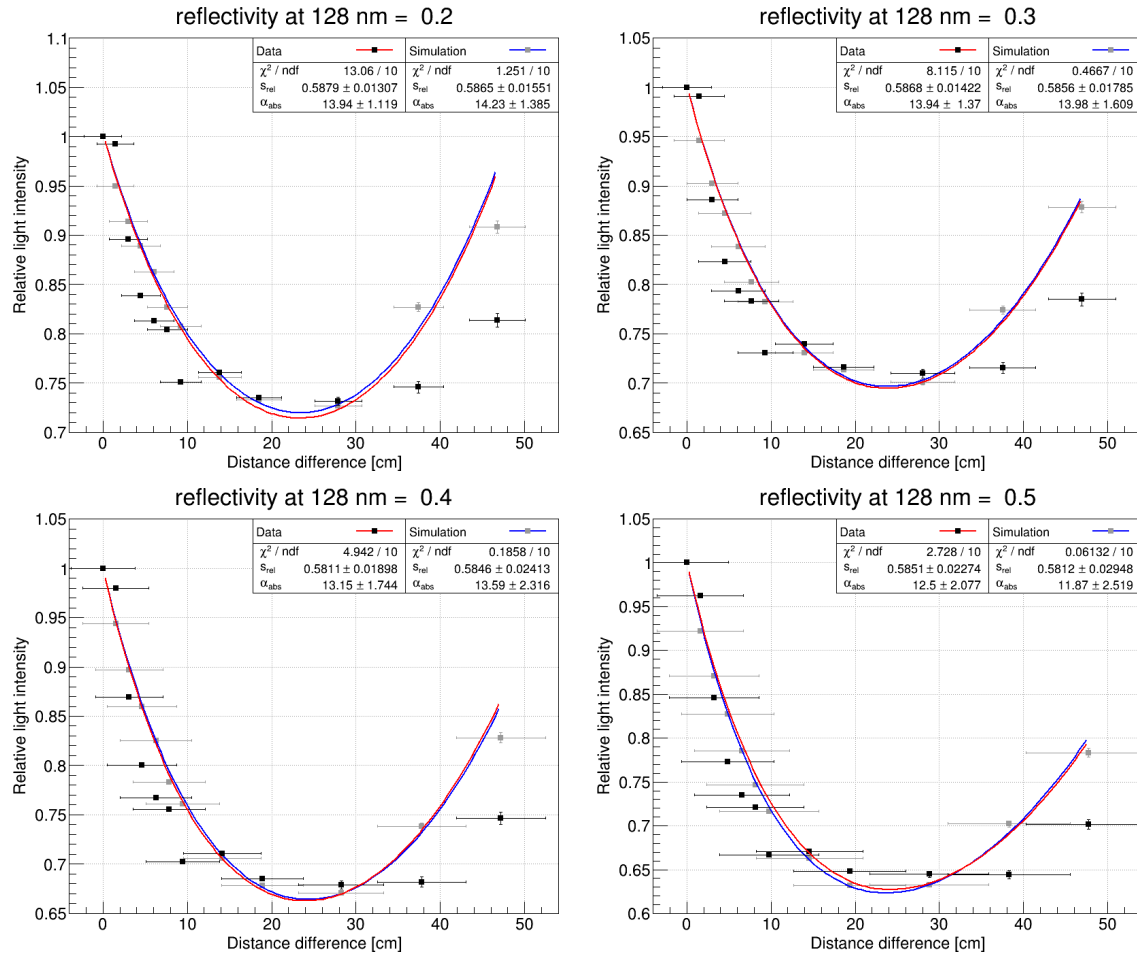 reflectivity at 128 nm = 0.2
Data Simulation
χ² / ndf 13.06 / 10 χ² / ndf 1.251 / 10
s_rel 0.5879 ± 0.01307 s_rel 0.5865 ± 0.01551
α_abs 13.94 ± 1.119 α_abs 14.23 ± 1.385
Relative light intensity
1.1
1.05
1
0.95
0.9
0.85
0.8
0.75
0.7
0 10 20 30 40 50
Distance difference [cm]
reflectivity at 128 nm = 0.3
Data Simulation
χ² / ndf 8.115 / 10 χ² / ndf 0.4667 / 10
s_rel 0.5868 ± 0.01422 s_rel 0.5856 ± 0.01785
α_abs 13.94 ± 1.37 α_abs 13.98 ± 1.609
Relative light intensity
1.05
1
0.95
0.9
0.85
0.8
0.75
0.7
0.65
0 10 20 30 40 50
Distance difference [cm]
reflectivity at 128 nm = 0.4
Data Simulation
χ² / ndf 4.942 / 10 χ² / ndf 0.1858 / 10
s_rel 0.5811 ± 0.01898 s_rel 0.5846 ± 0.02413
α_abs 13.15 ± 1.744 α_abs 13.59 ± 2.316
Relative light intensity
1.05
1
0.95
0.9
0.85
0.8
0.75
0.7
0.65
0 10 20 30 40 50
Distance difference [cm]
reflectivity at 128 nm = 0.5
Data Simulation
χ² / ndf 2.728 / 10 χ² / ndf 0.06132 / 10
s_rel 0.5851 ± 0.02274 s_rel 0.5812 ± 0.02948
α_abs 12.5 ± 2.077 α_abs 11.87 ± 2.519
Relative light intensity
1.05
1
0.95
0.9
0.85
0.8
0.75
0.7
0.65
0.6
0 10 20 30 40 50
Distance difference [cm]